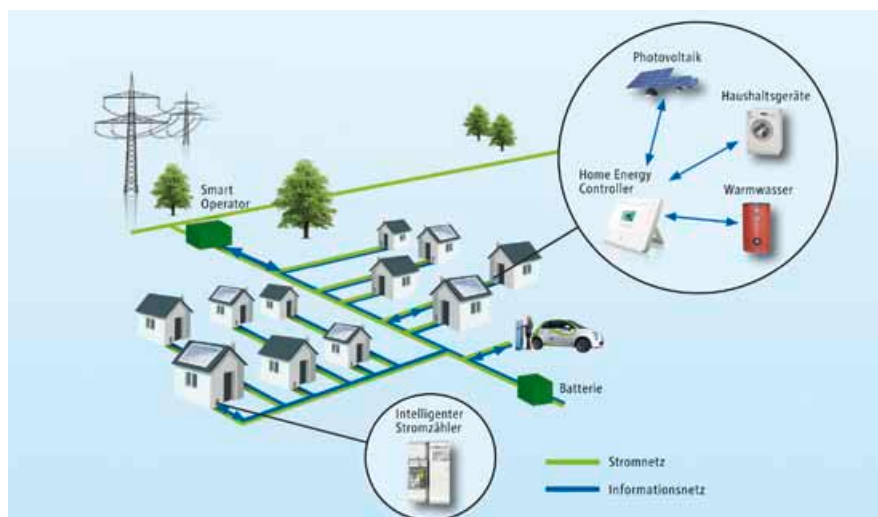 Photovoltaik
Haushaltsgeräte
Smart
Operator
Home Energy
Controller
Warmwasser
Batterie
Intelligenter
Stromzähler
Stromnetz
Informationsnetz